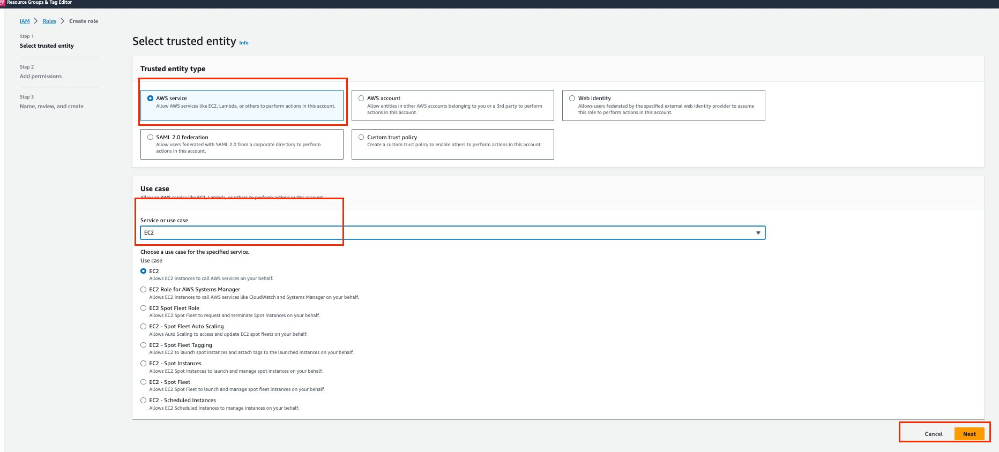 Resource Groups & Tag Editor
IAM > Roles > Create role
Step 1
Select trusted entity
Step 2
Add permissions
Step 3
Name, review, and create
Select trusted entity Info
Trusted entity type
AWS service
Allow AWS services like EC2, Lambda, or others to perform actions in this account.
AWS account
Allow entities in other AWS accounts belonging to you or a 3rd party to perform
actions in this account.
Web identity
Allows users federated by the specified external web identity provider to assume
this role to perform actions in this account.
SAML 2.0 federation
Allow users federated with SAML 2.0 from a corporate directory to perform
actions in this account.
Custom trust policy
Create a custom trust policy to enable others to perform actions in this account.
Use case
Allow an AWS service like EC2, Lambda, or others to perform actions in this account.
Service or use case
EC2
Choose a use case for the specified service.
Use case
EC2
Allows EC2 instances to call AWS services on your behalf.
EC2 Role for AWS Systems Manager
Allows EC2 instances to call AWS services like CloudWatch and Systems Manager on your behalf.
EC2 Spot Fleet Role
Allows EC2 Spot Fleet to request and terminate Spot Instances on your behalf.
EC2 - Spot Fleet Auto Scaling
Allows Auto Scaling to access and update EC2 spot fleets on your behalf.
EC2 - Spot Fleet Tagging
Allows EC2 to launch spot instances and attach tags to the launched instances on your behalf.
EC2 - Spot Instances
Allows EC2 Spot Instances to launch and manage spot instances on your behalf.
EC2 - Spot Fleet
Allows EC2 Spot Fleet to launch and manage spot fleet instances on your behalf.
EC2 - Scheduled Instances
Allows EC2 Scheduled Instances to manage instances on your behalf.
Cancel
Next